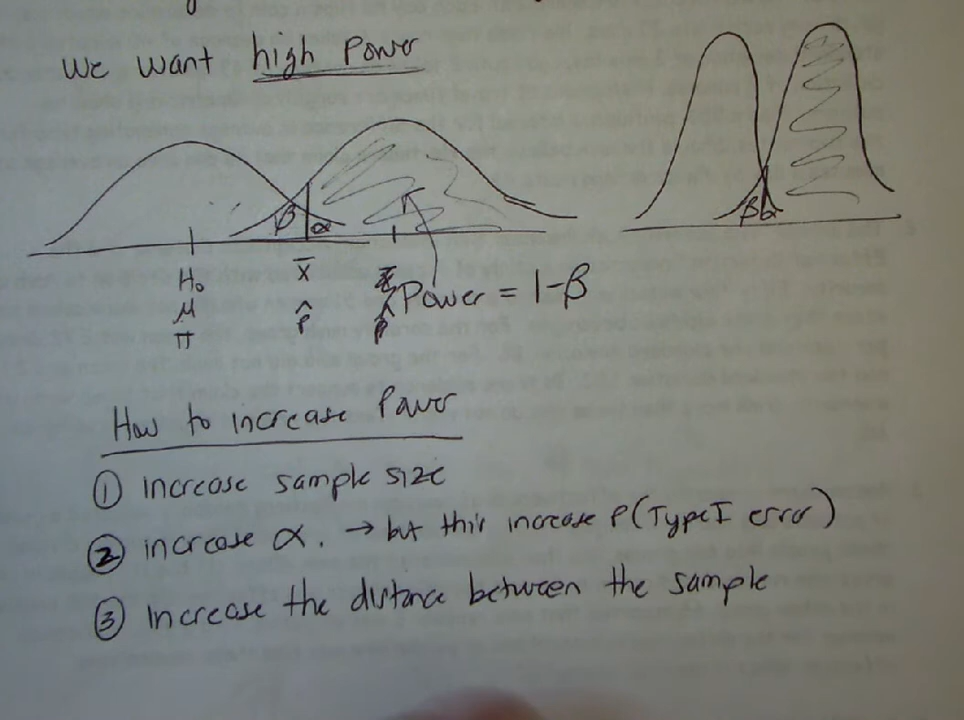 We want high Power
β α
βα
H₀
x̄
μ
p̂
π
Power = 1-β
How to increase Power
① increase sample size
② increase α. → but this increase P(Type I error)
③ increase the distance between the sample